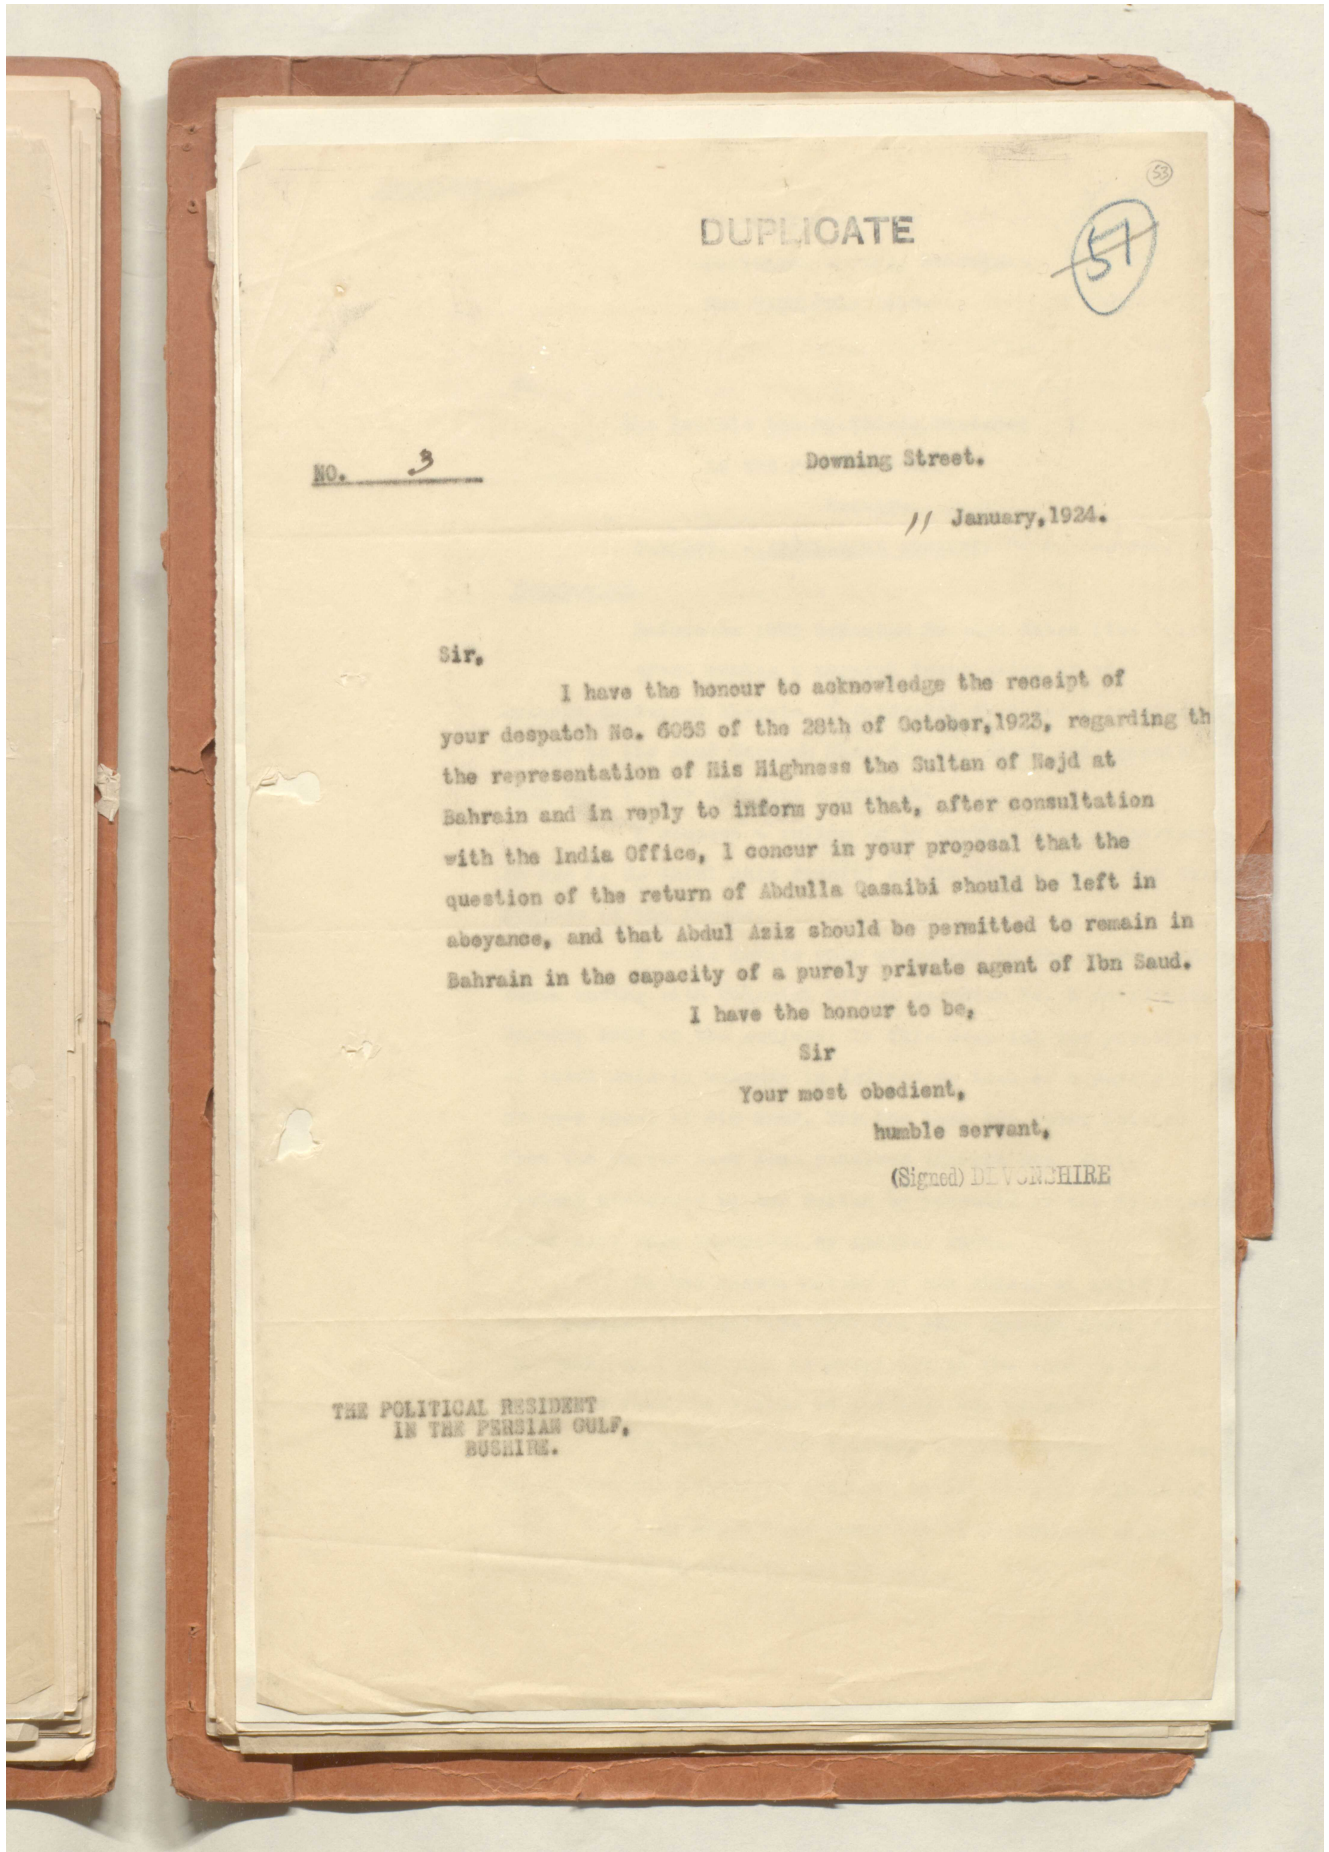 53
DUPLICATE
51
NO. 3
Downing Street.
11 January, 1924.
Sir,
I have the honour to acknowledge the receipt of
your despatch No. of the 28th of October, 1923, regarding th
the representation of His Highness the Sultan of Nejd at
Bahrain and in reply to inform you that, after consultation
with the India Office, I concur in your proposal that the
question of the return of Abdulla Qasaibi should be left in
abeyance, and that Abdul Aziz should be permitted to remain in
Bahrain in the capacity of a purely private agent of Ibn Saud.
I have the honour to be,
Sir
Your most obedient,
humble servant,
(Signed) DEVONSHIRE
THE POLITICAL RESIDENT
IN THE PERSIAN GULF,
BUSHIRE.